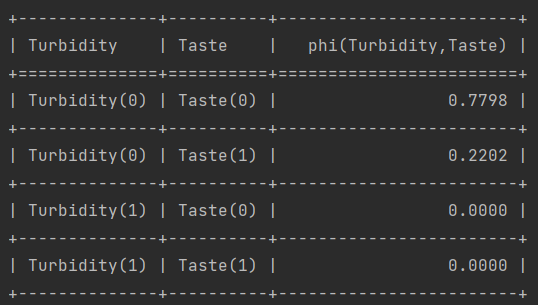 +--------------+----------+------------------------+
| Turbidity    | Taste    |   phi(Turbidity,Taste) |
+==============+==========+========================+
| Turbidity(0) | Taste(0) |                 0.7798 |
+--------------+----------+------------------------+
| Turbidity(0) | Taste(1) |                 0.2202 |
+--------------+----------+------------------------+
| Turbidity(1) | Taste(0) |                 0.0000 |
+--------------+----------+------------------------+
| Turbidity(1) | Taste(1) |                 0.0000 |
+--------------+----------+------------------------+